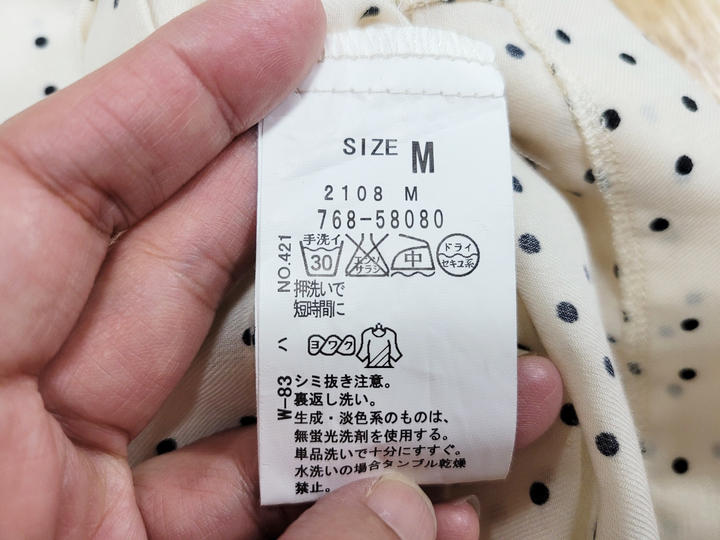 SIZE M
2108 M
768-58080
NO.421
手洗イ
30
エンソ
サラシ
中
ドライ
セキユ系
押洗いで
短時間に
ヨワク
W-83
シミ抜き注意。
裏返し洗い。
生成・淡色系のものは、
無蛍光洗剤を使用する。
単品洗いで十分にすすぐ。
水洗いの場合タンブル乾燥
禁止。